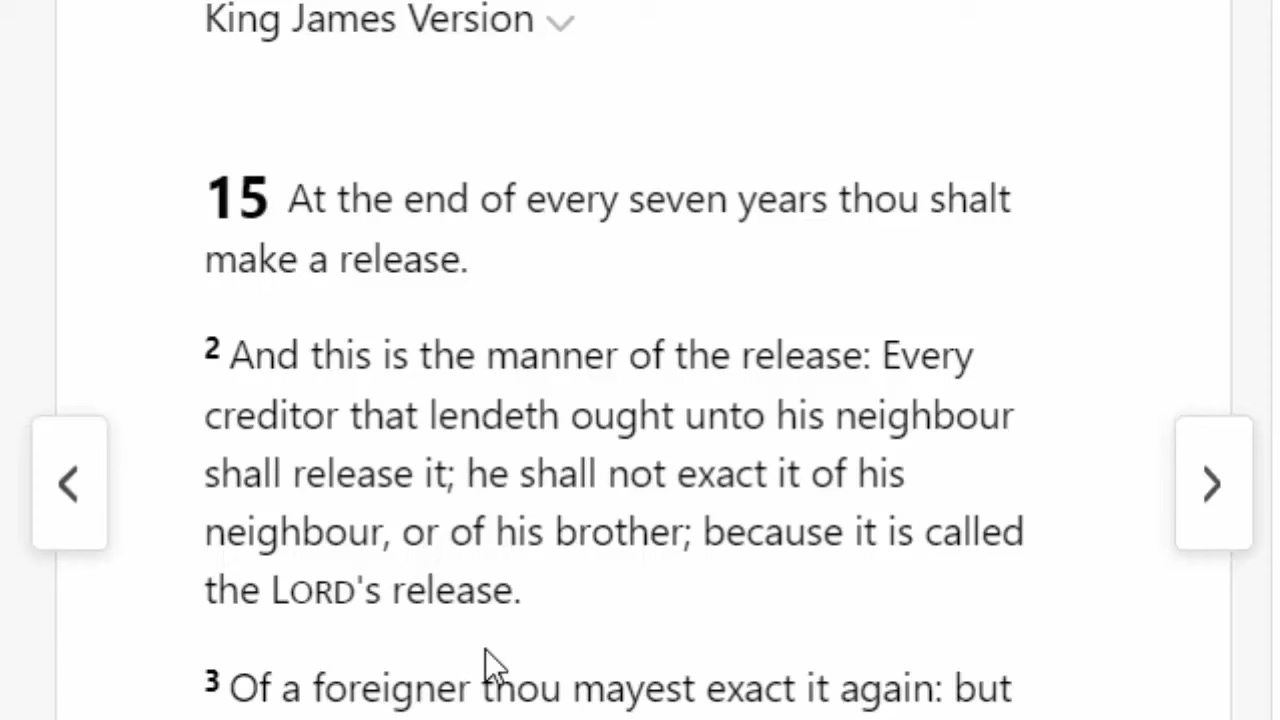 King James Version
15 At the end of every seven years thou shalt
make a release.
2 And this is the manner of the release: Every
creditor that lendeth ought unto his neighbour
shall release it; he shall not exact it of his
neighbour, or of his brother; because it is called
the LORD's release.
3 Of a foreigner thou mayest exact it again: but